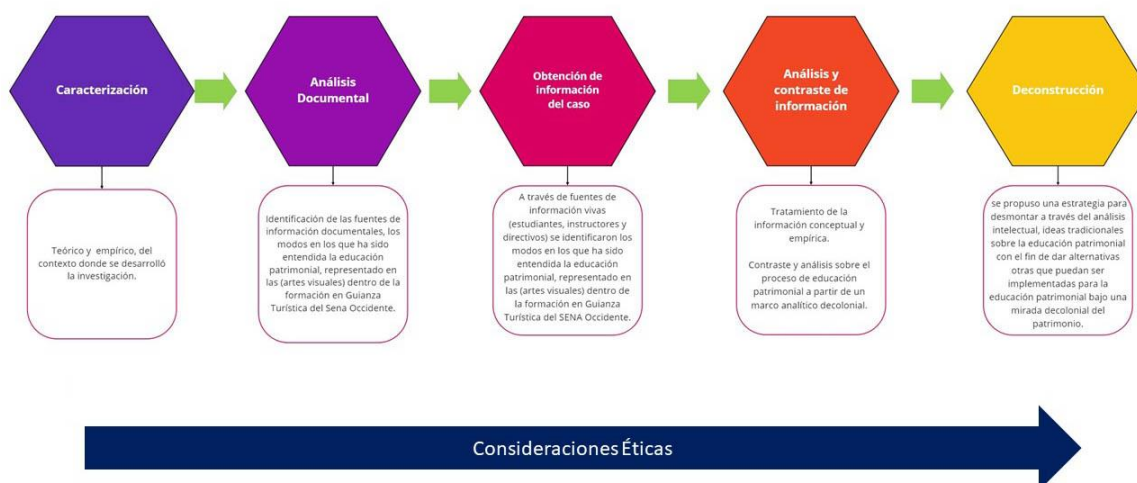 Caracterización
Análisis
Documental
Obtención de
información
del caso
Análisis y
contraste de
información
Deconstrucción
Teórico y empírico, del
contexto donde se desarrolló
la investigación.
Identificación de las fuentes de
información documentales, los
modos en los que ha sido
entendida la educación
patrimonial, representado en
las (artes visuales) dentro de la
formación en Guianza
Turística del Sena Occidente.
A través de fuentes de
información vivas
(estudiantes, instructores y
directivos) se identificaron los
modos en los que ha sido
entendida la educación
patrimonial, representado en
las (artes visuales) dentro de
la formación en Guianza
Turística del SENA Occidente.
Tratamiento de la
información conceptual y
empírica.
Contraste y análisis sobre el
proceso de educación
patrimonial a partir de un
marco analítico decolonial.
se propuso una estrategia para
desmontar a través del análisis
intelectual, ideas tradicionales
sobre la educación patrimonial
con el fin de dar alternativas
otras que puedan ser
implementadas para la
educación patrimonial bajo una
mirada decolonial del
patrimonio.
Consideraciones Éticas